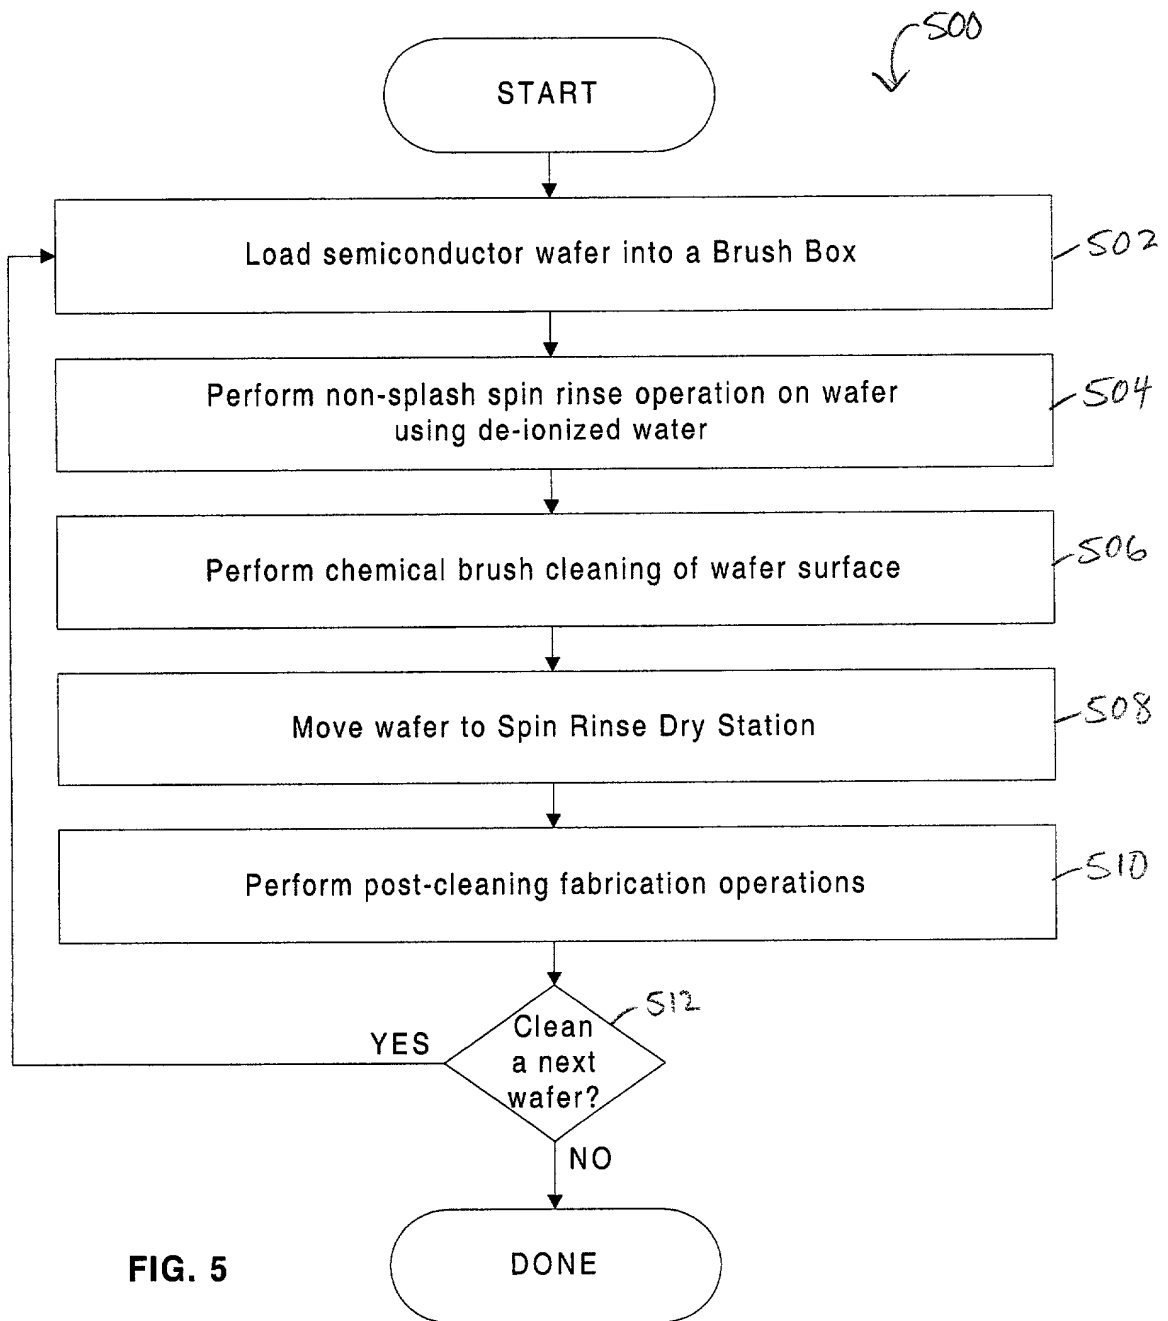 500
START
Load semiconductor wafer into a Brush Box
502
Perform non-splash spin rinse operation on wafer
using de-ionized water
504
Perform chemical brush cleaning of wafer surface
506
Move wafer to Spin Rinse Dry Station
508
Perform post-cleaning fabrication operations
510
512
Clean
a next
wafer?
YES
NO
DONE
FIG. 5